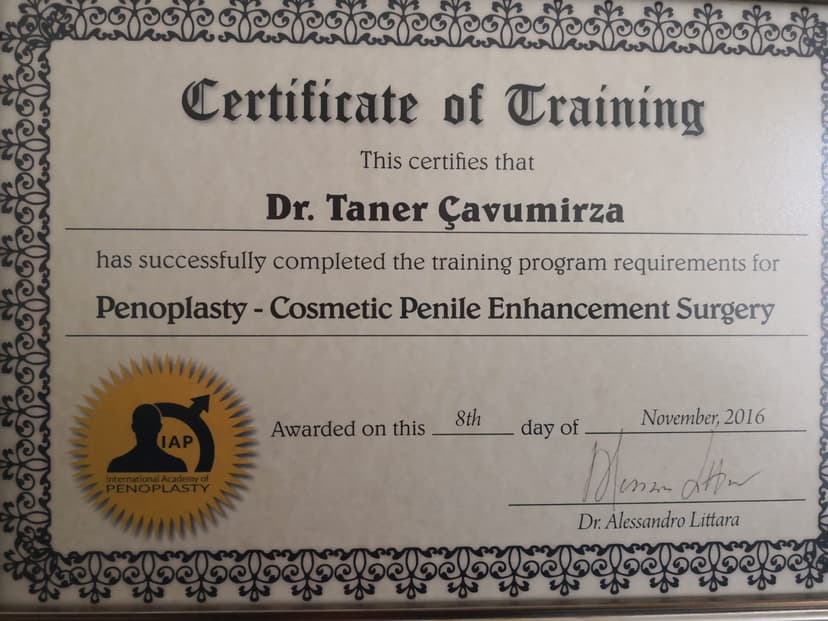 Certificate of Training
This certifies that
Dr. Taner Çavumirza
has successfully completed the training program requirements for
Penoplasty - Cosmetic Penile Enhancement Surgery
IAP
International Academy of
PENOPLASTY
Awarded on this 8th day of November, 2016
Dr. Alessandro Littara